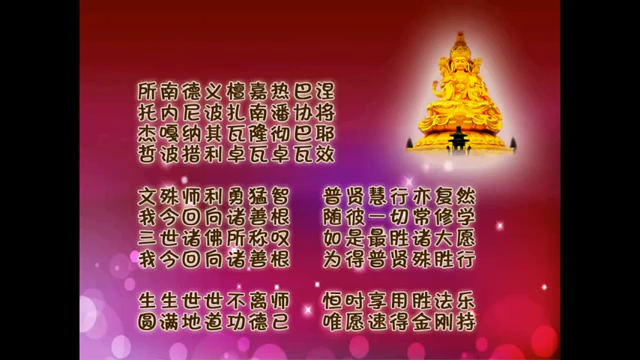 所南德义檀嘉热巴涅
托内尼波札南潘协将
杰嘎纳其瓦隆彻巴耶
哲波措利卓瓦卓瓦效
文殊师利勇猛智 普贤慧行亦复然
我今回向诸善根 随彼一切常修学
三世诸佛所称叹 如是最胜诸大愿
我今回向诸善根 为得普贤殊胜行
生生世世不离师 恒时享用胜法乐
圆满地道功德已 唯愿速得金刚持